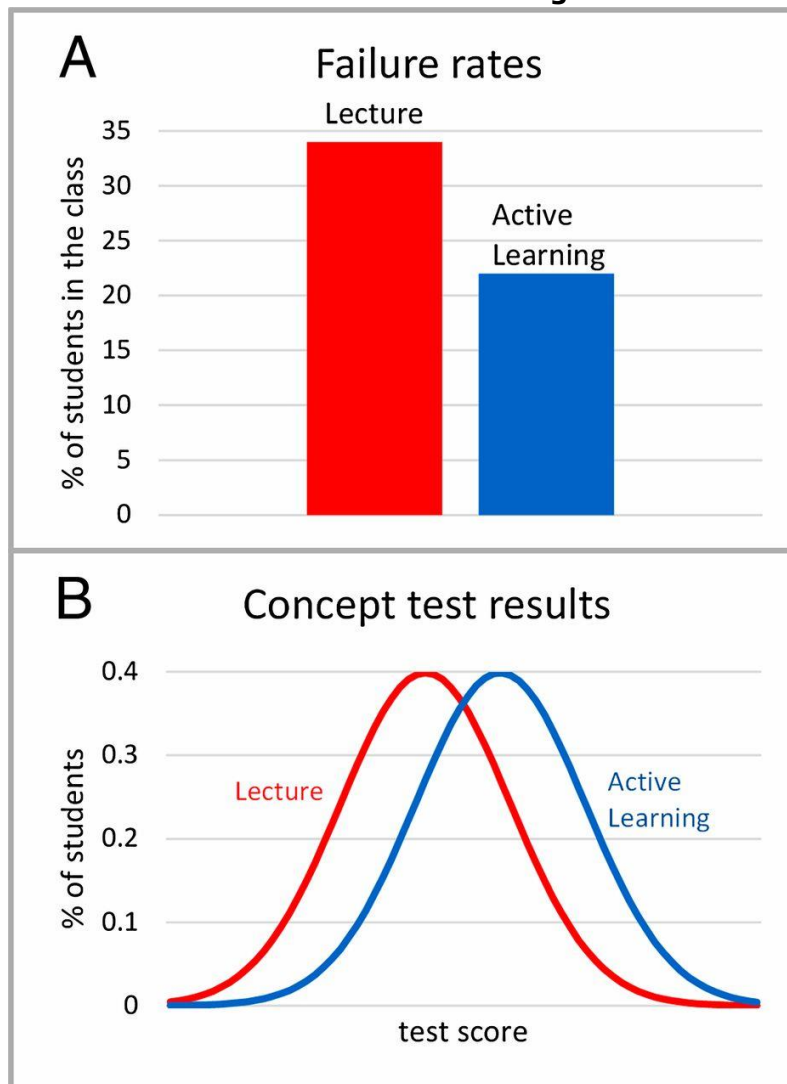 A
Failure rates
Lecture
35
30
25
20
15
10
5
0
% of students in the class
Active
Learning
B
Concept test results
0.4
0.3
0.2
0.1
0
% of students
Lecture
Active
Learning
test score